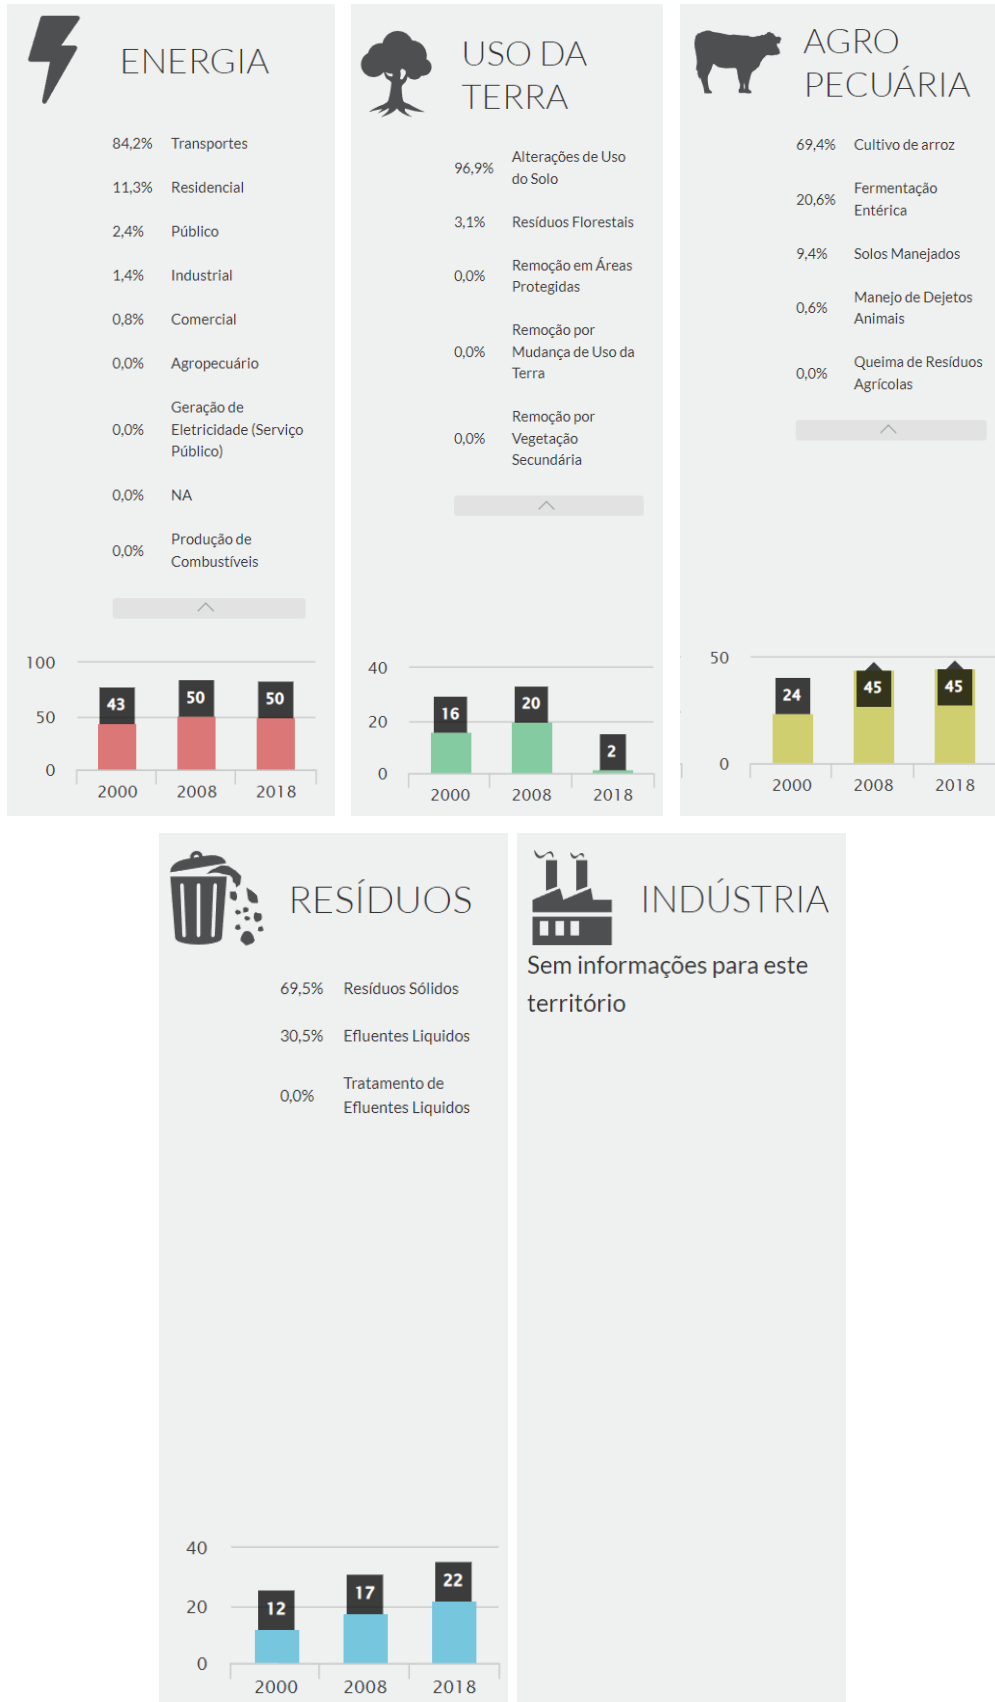 ENERGIA
84,2% Transportes
11,3% Residencial
2,4% Público
1,4% Industrial
0,8% Comercial
0,0% Agropecuário
Geração de
0,0% Eletricidade (Serviço
Público)
0,0% NA
Produção de
0,0% Combustíveis
100
50
0
43
50
50
2000 2008 2018
USO DA
TERRA
Alterações de Uso
96,9% do Solo
3,1% Resíduos Florestais
Remoção em Áreas
0,0% Protegidas
Remoção por
0,0% Mudança de Uso da
Terra
Remoção por
0,0% Vegetação
Secundária
40
20
0
16
20
2
2000 2008 2018
AGRO
PECUÁRIA
69,4% Cultivo de arroz
Fermentação
20,6% Entérica
9,4% Solos Manejados
Manejo de Dejetos
0,6% Animais
Queima de Resíduos
0,0% Agrícolas
50
0
24
45
45
2000 2008 2018
RESÍDUOS
69,5% Resíduos Sólidos
30,5% Efluentes Liquidos
Tratamento de
0,0% Efluentes Liquidos
40
20
0
12
17
22
2000 2008 2018
INDÚSTRIA
Sem informações para este
território